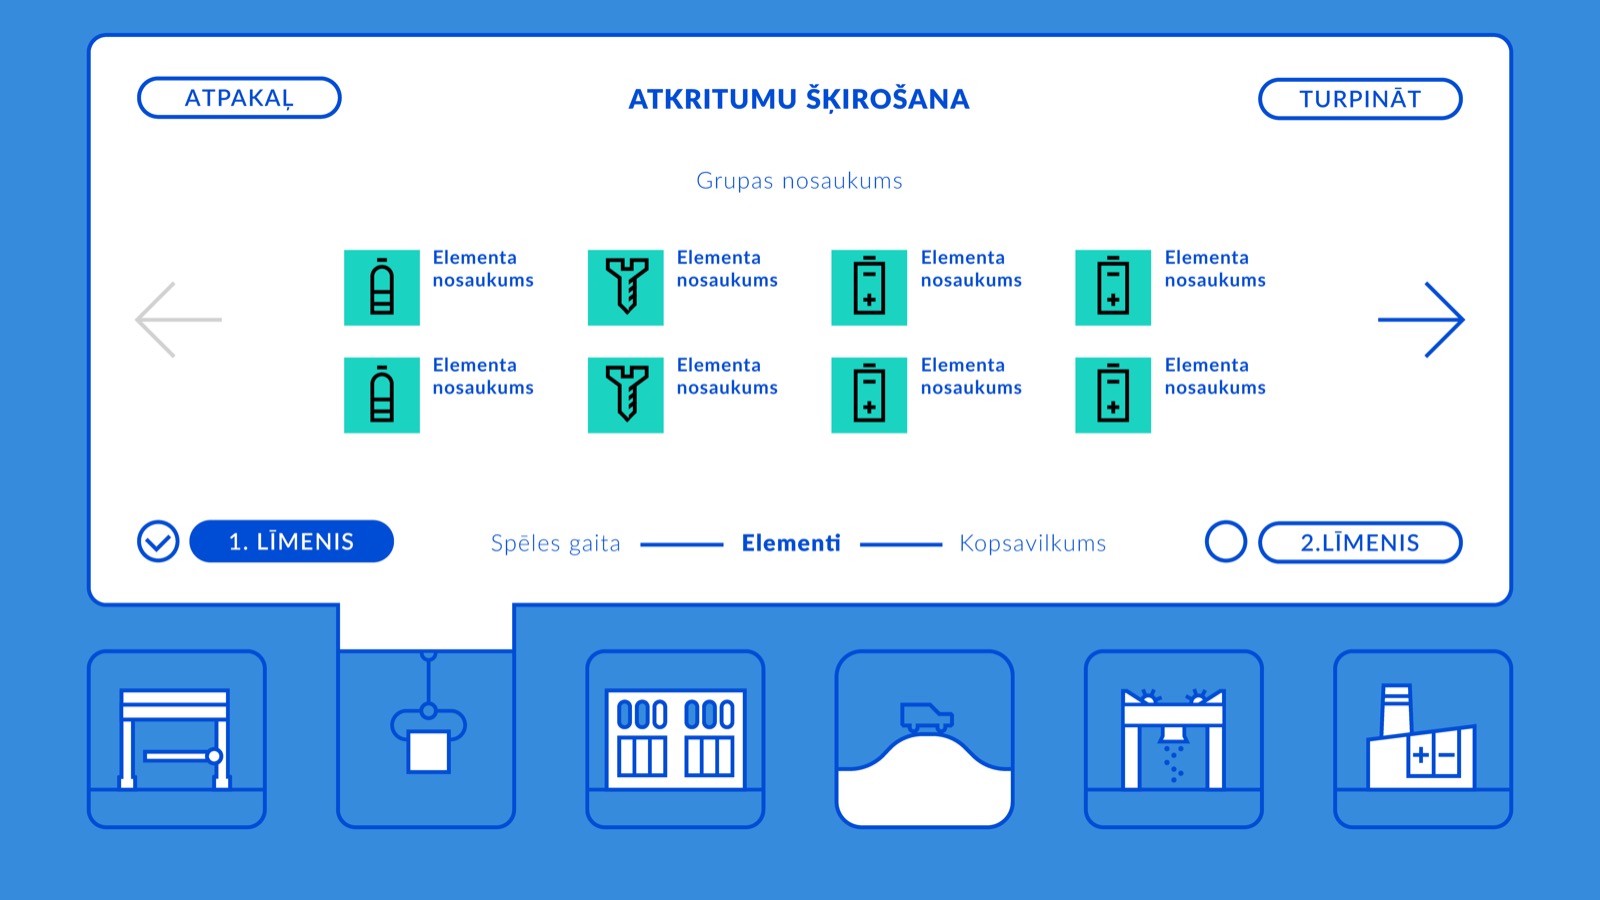 ATPAKAĻ
ATKRITUMU ŠĶIROŠANA
TURPINĀT
Grupas nosaukums
Elementa
nosaukums
Elementa
nosaukums
Elementa
nosaukums
Elementa
nosaukums
Elementa
nosaukums
Elementa
nosaukums
Elementa
nosaukums
Elementa
nosaukums
1. LĪMENIS
Spēles gaita
Elementi
Kopsavilkums
2.LĪMENIS